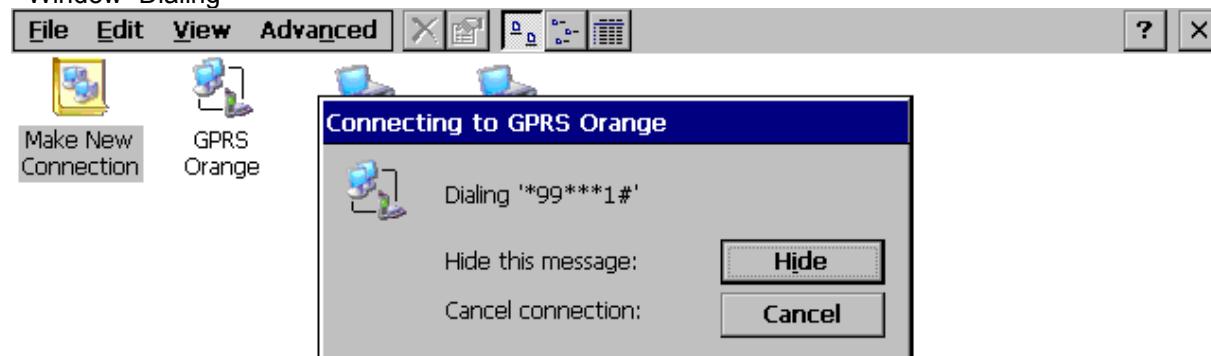 Window "Dialing"
File Edit View Advanced ? ×
Make New
Connection
GPRS
Orange
Connecting to GPRS Orange
Dialing '*99***1#'
Hide this message: Hide
Cancel connection: Cancel